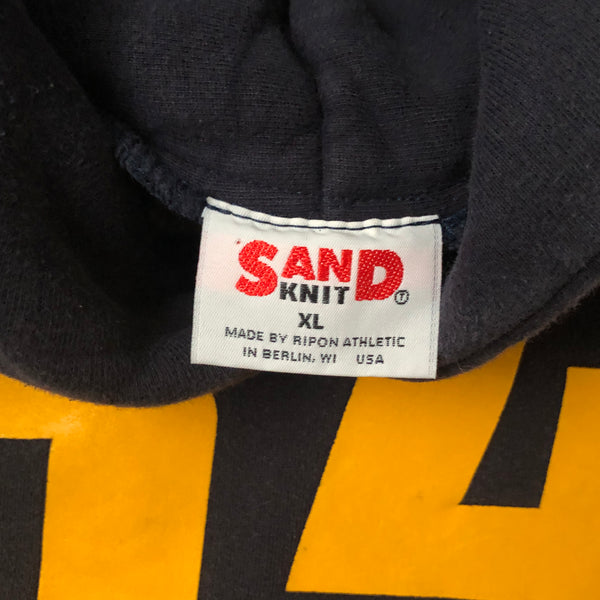 SAND
KNIT ®
XL
MADE BY RIPON ATHLETIC
IN BERLIN, WI USA